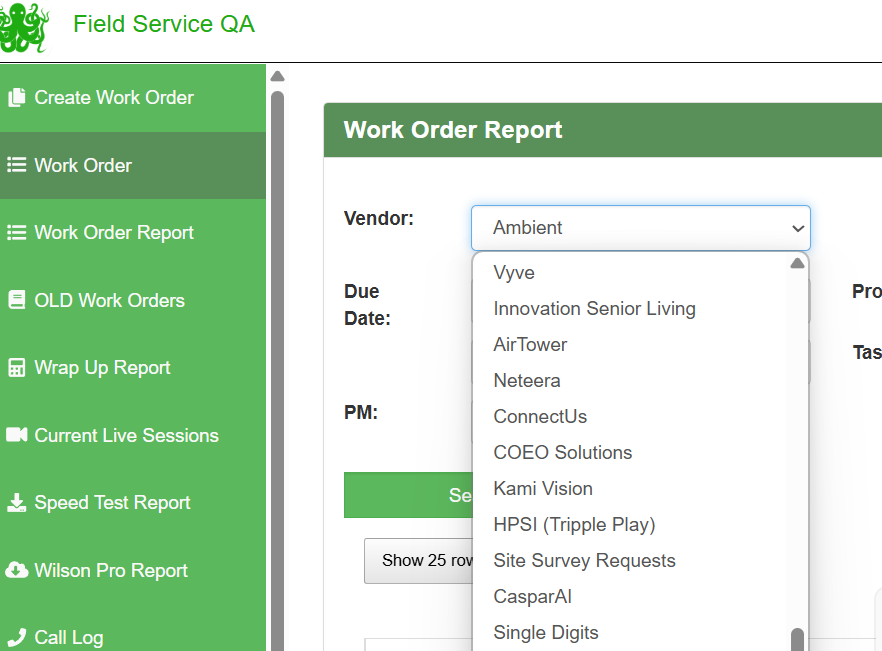 Field Service QA
Create Work Order
Work Order
Work Order Report
OLD Work Orders
Wrap Up Report
Current Live Sessions
Speed Test Report
Wilson Pro Report
Call Log
Work Order Report
Vendor:
Ambient
Vyve
Innovation Senior Living
AirTower
Neteera
ConnectUs
COEO Solutions
Kami Vision
HPSI (Tripple Play)
Site Survey Requests
CasparAI
Single Digits
Due
Date:
Pro
Tas
PM:
Se
Show 25 row